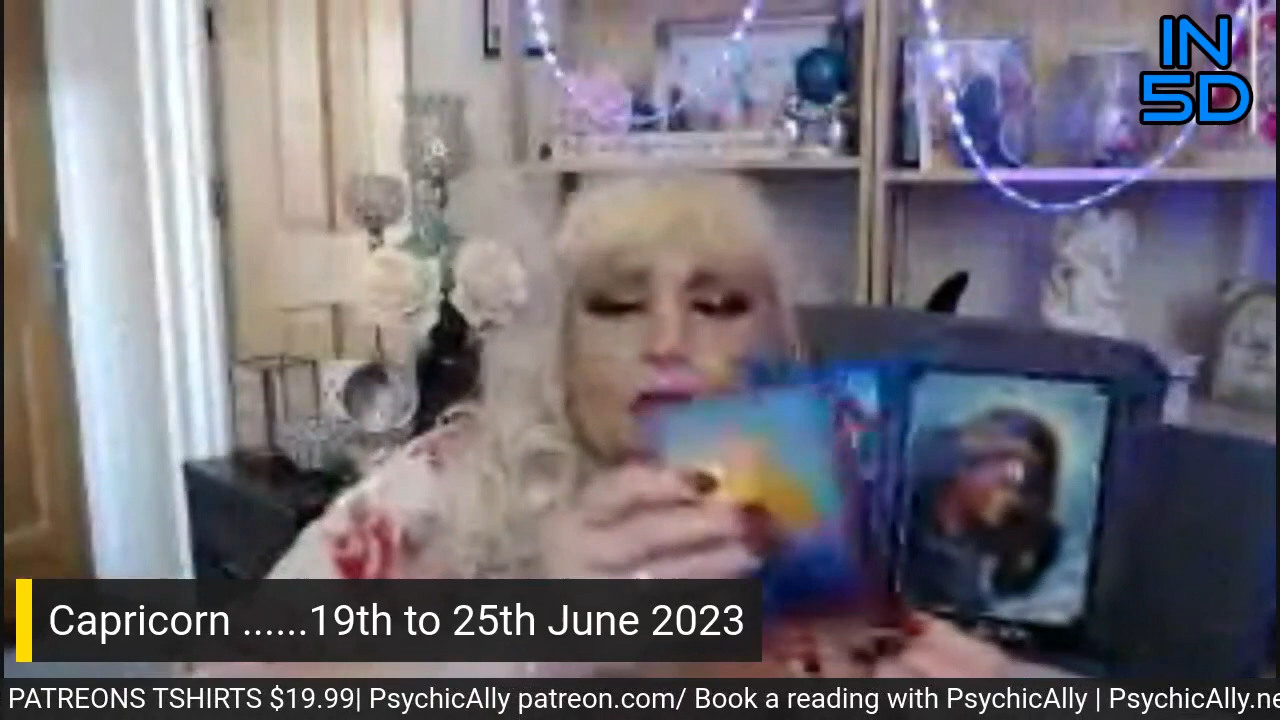 IN
5D
Capricorn ......19th to 25th June 2023
PATREONS TSHIRTS $19.99| PsychicAlly patreon.com/ Book a reading with PsychicAlly | PsychicAlly.ne